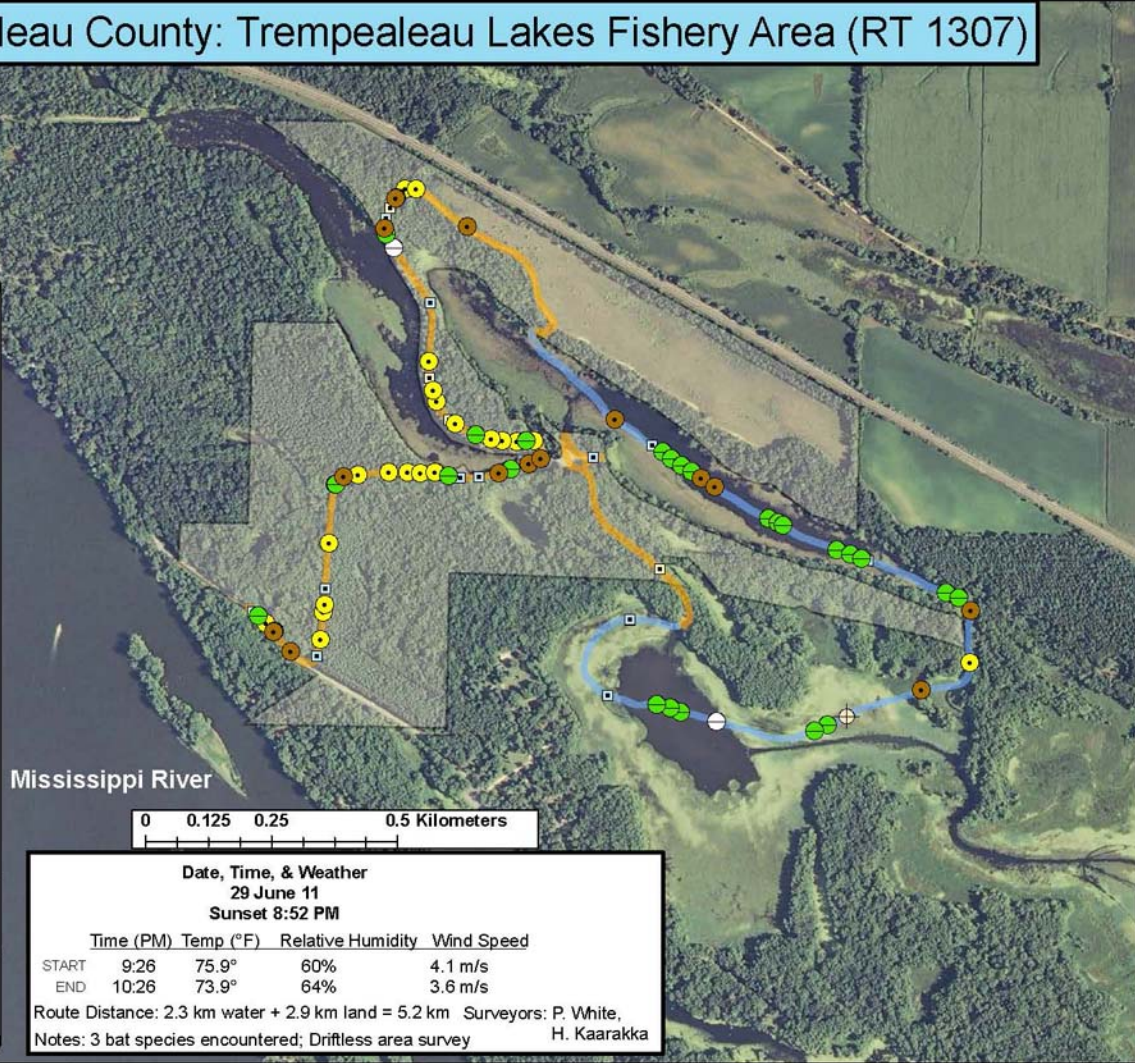 leau County: Trempealeau Lakes Fishery Area (RT 1307)
Mississippi River
0 0.125 0.25 0.5 Kilometers
Date, Time, & Weather
29 June 11
Sunset 8:52 PM
Time (PM) Temp (°F) Relative Humidity Wind Speed
START 9:26 75.9° 60% 4.1 m/s
END 10:26 73.9° 64% 3.6 m/s
Route Distance: 2.3 km water + 2.9 km land = 5.2 km Surveyors: P. White,
H. Kaarakka
Notes: 3 bat species encountered; Driftless area survey